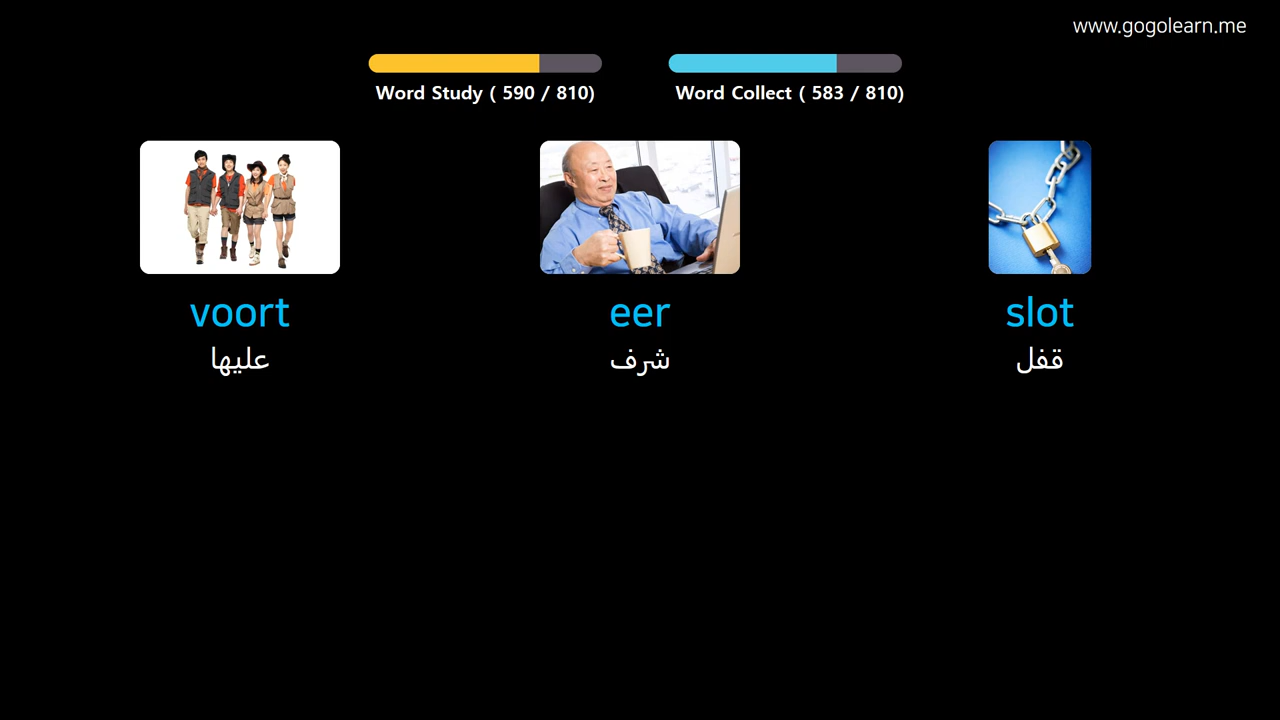 www.gogolearn.me
Word Study ( 590 / 810)
Word Collect ( 583 / 810)
voort
عليها
eer
شرف
slot
قفل